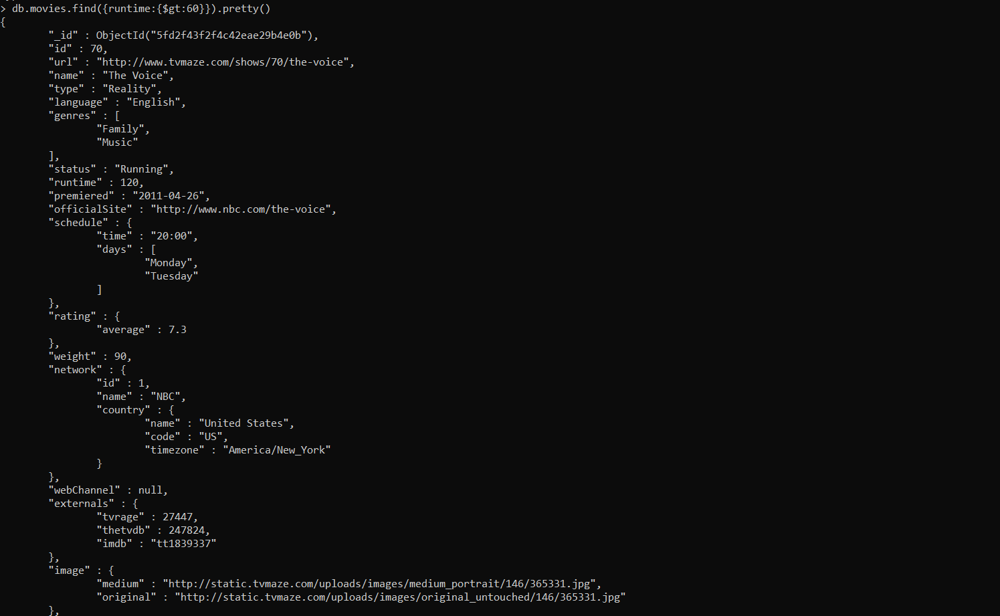 > db.movies.find({runtime:{$gt:60}}).pretty()
{
        "_id" : ObjectId("5fd2f43f2f4c42eae29b4e0b"),
        "id" : 70,
        "url" : "http://www.tvmaze.com/shows/70/the-voice",
        "name" : "The Voice",
        "type" : "Reality",
        "language" : "English",
        "genres" : [
                "Family",
                "Music"
        ],
        "status" : "Running",
        "runtime" : 120,
        "premiered" : "2011-04-26",
        "officialSite" : "http://www.nbc.com/the-voice",
        "schedule" : {
                "time" : "20:00",
                "days" : [
                        "Monday",
                        "Tuesday"
                ]
        },
        "rating" : {
                "average" : 7.3
        },
        "weight" : 90,
        "network" : {
                "id" : 1,
                "name" : "NBC",
                "country" : {
                        "name" : "United States",
                        "code" : "US",
                        "timezone" : "America/New_York"
                }
        },
        "webChannel" : null,
        "externals" : {
                "tvrage" : 27447,
                "thetvdb" : 247824,
                "imdb" : "tt1839337"
        },
        "image" : {
                "medium" : "http://static.tvmaze.com/uploads/images/medium_portrait/146/365331.jpg",
                "original" : "http://static.tvmaze.com/uploads/images/original_untouched/146/365331.jpg"
        },